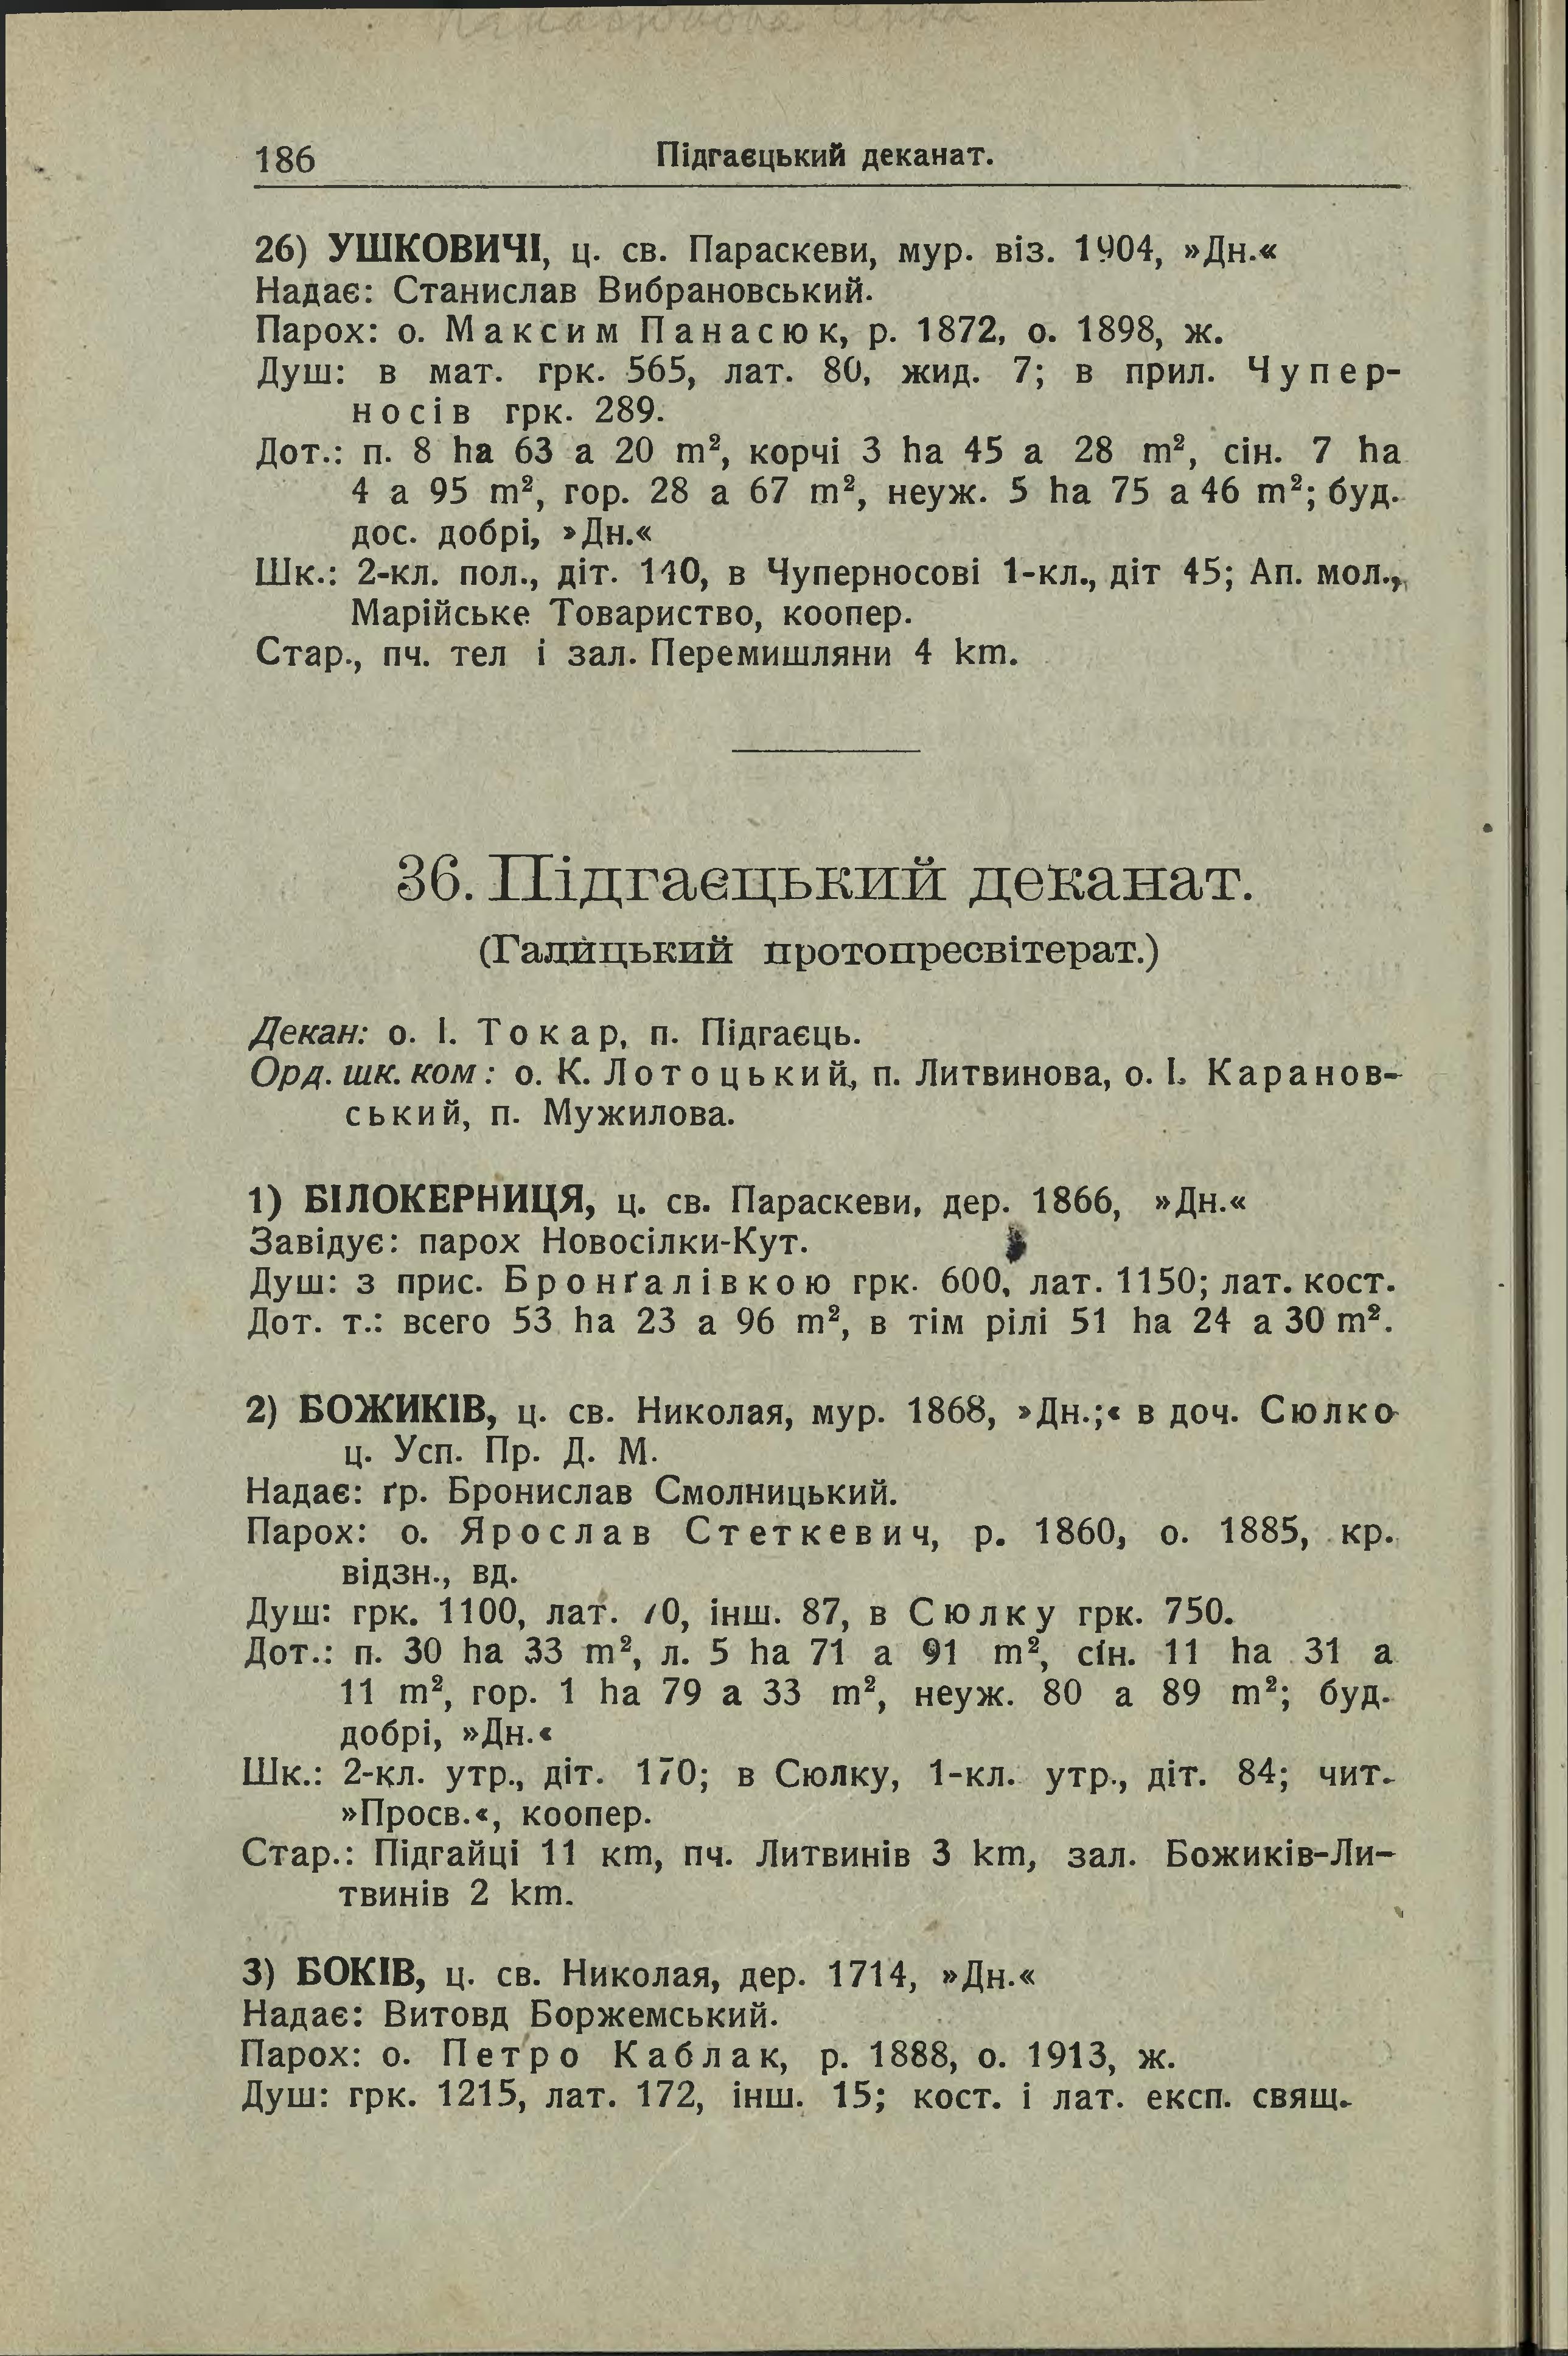 186 Підгаєцький деканат.
26) УШКОВИЧІ, ц. св. Параскеви, мур. віз. 1904, »Дн.«
Надає: Станислав Вибрановський.
Парох: о. Максим Панасюк, р. 1872, о. 1898, ж.
Душ: в мат. грк. 565, лат. 80, жид. 7; в прил. Чупер-
носів грк. 289.
Дот.: п. 8 ha 63 a 20 m², корчі 3 ha 45 a 28 m², сін. 7 ha
4 a 95 m², гор. 28 a 67 m², неуж. 5 ha 75 a 46 m²; буд.
дос. добрі, »Дн.«
Шк.: 2-кл. пол., діт. 110, в Чуперносові 1-кл., діт 45; Ап. мол.,
Марійське Товариство, коопер.
Стар., пч. тел і зал. Перемишляни 4 km.
36. Підгаєцький деканат.
(Галицький протопресвітерат.)
Декан: о. І. Токар, п. Підгаєць.
Орд. шк. ком: о. К. Лотоцький, п. Литвинова, о. І. Каранов-
ський, п. Мужилова.
1) БІЛОКЕРНИЦЯ, ц. св. Параскеви, дер. 1866, »Дн.«
Завідує: парох Новосілки-Кут.
Душ: з прис. Бронґалівкою грк. 600, лат. 1150; лат. кост.
Дот. т.: всего 53 ha 23 a 96 m², в тім рілі 51 ha 24 a 30 m².
2) БОЖИКІВ, ц. св. Николая, мур. 1868, »Дн.;« в доч. Сюлко
ц. Усп. Пр. Д. М.
Надає: ґр. Бронислав Смолницький.
Парох: о. Ярослав Стеткевич, р. 1860, о. 1885, кр.
відзн., вд.
Душ: грк. 1100, лат. 70, інш. 87, в Сюлку грк. 750.
Дот.: п. 30 ha 33 m², л. 5 ha 71 a 91 m², сін. 11 ha 31 a
11 m², гор. 1 ha 79 a 33 m², неуж. 80 a 89 m²; буд.
добрі, »Дн.«
Шк.: 2-кл. утр., діт. 170; в Сюлку, 1-кл. утр., діт. 84; чит.
»Просв.«, коопер.
Стар.: Підгайці 11 кm, пч. Литвинів 3 km, зал. Божиків-Ли-
твинів 2 km.
3) БОКІВ, ц. св. Николая, дер. 1714, »Дн.«
Надає: Витовд Боржемський.
Парох: о. Петро Каблак, р. 1888, о. 1913, ж.
Душ: грк. 1215, лат. 172, інш. 15; кост. і лат. експ. свящ.